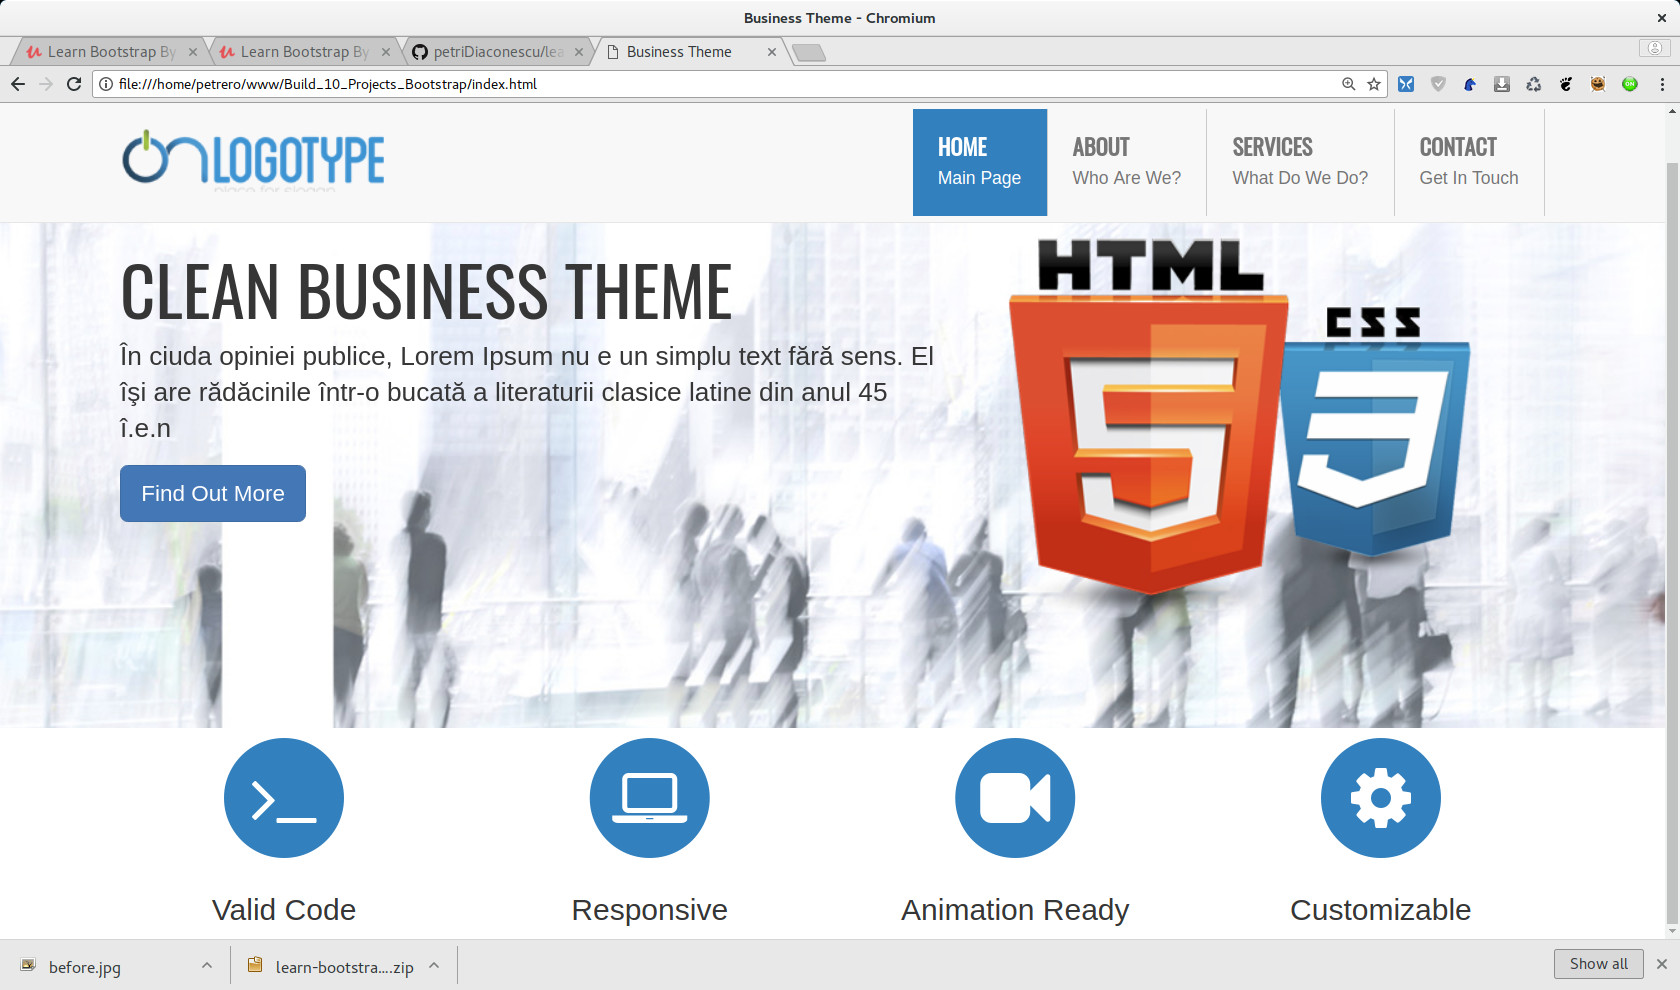 Business Theme - Chromium
Learn Bootstrap By
Learn Bootstrap By
petriDiaconescu/lea
Business Theme
file:///home/petrero/www/Build_10_Projects_Bootstrap/index.html
LOGOTYPE
place for slogan
HOME
Main Page
ABOUT
Who Are We?
SERVICES
What Do We Do?
CONTACT
Get In Touch
CLEAN BUSINESS THEME
În ciuda opiniei publice, Lorem Ipsum nu e un simplu text fără sens. El
îşi are rădăcinile într-o bucată a literaturii clasice latine din anul 45
î.e.n
Find Out More
HTML
5
CSS
3
Valid Code
Responsive
Animation Ready
Customizable
before.jpg
learn-bootstra....zip
Show all